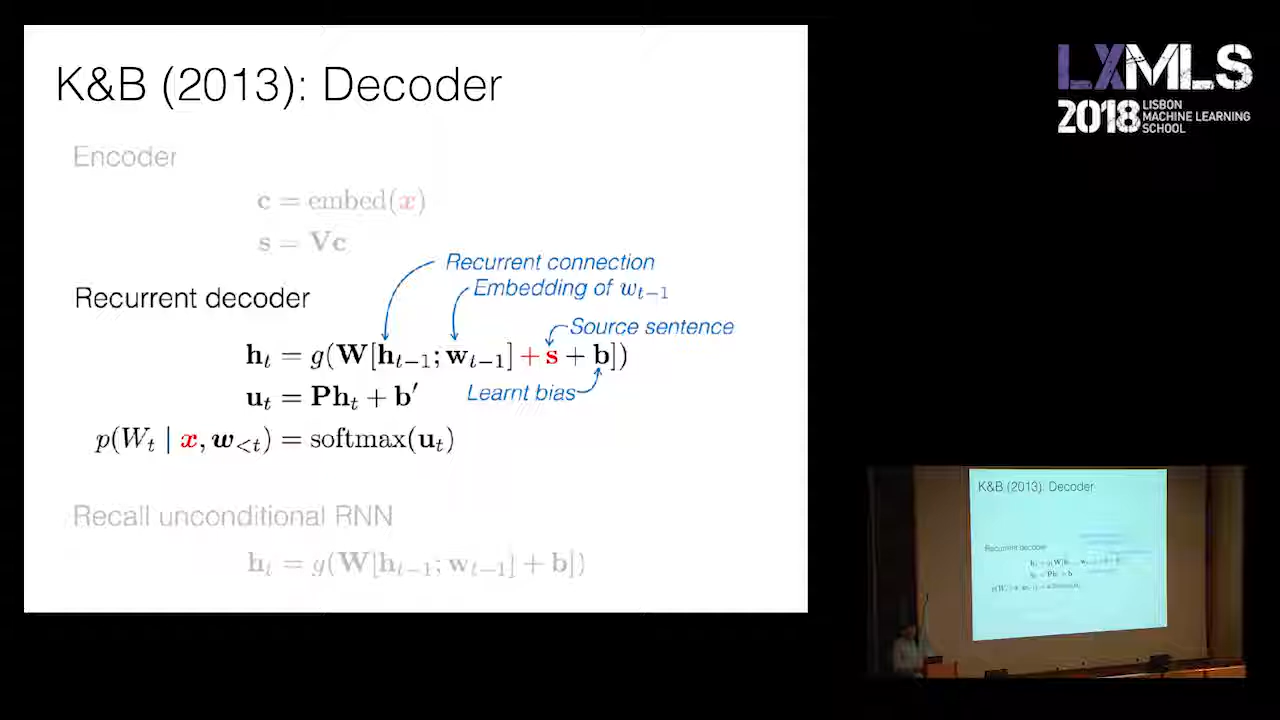 K&B (2013): Decoder
Encoder
c = embed(x)
s = Vc
Recurrent connection
Embedding of w_{t−1}
Recurrent decoder
Source sentence
h_t = g(W[h_{t−1}; w_{t−1}] + s + b])
Learnt bias
u_t = Ph_t + b′
p(W_t | x, w_{<t}) = softmax(u_t)
Recall unconditional RNN
h_t = g(W[h_{t−1}; w_{t−1}] + b])
LXMLS
2018 LISBON
MACHINE LEARNING
SCHOOL
K&B (2013): Decoder
Recurrent decoder